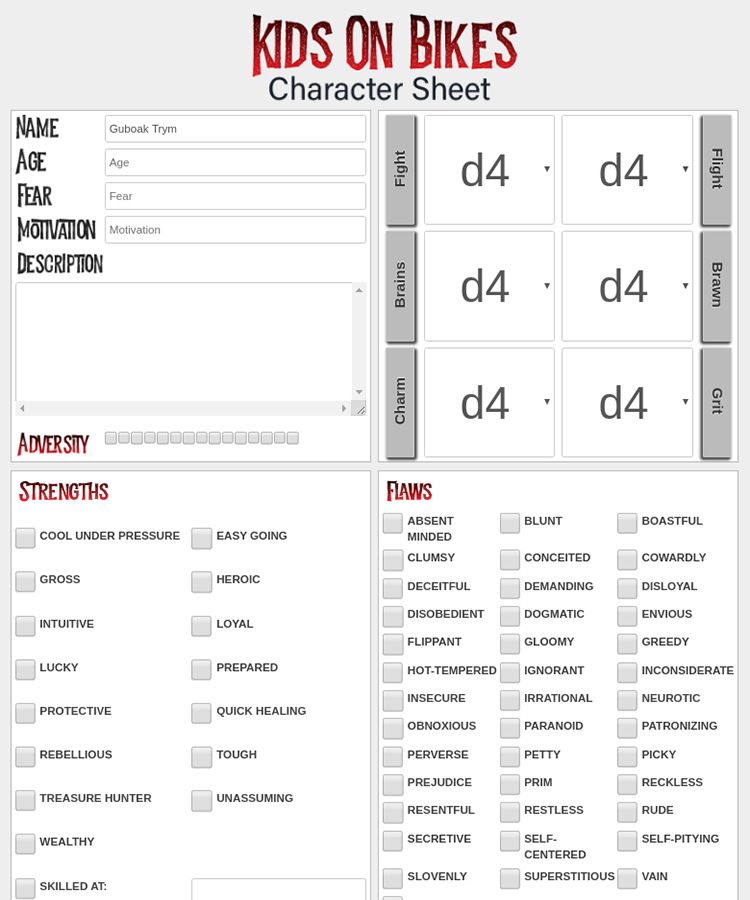 KIDS ON BIKES
Character Sheet
NAME
Guboak Trym
AGE
Age
FEAR
Fear
MOTIVATION
Motivation
DESCRIPTION
ADVERSITY
Fight
d4
d4
Flight
Brains
d4
d4
Brawn
Charm
d4
d4
Grit
STRENGTHS
COOL UNDER PRESSURE
EASY GOING
GROSS
HEROIC
INTUITIVE
LOYAL
LUCKY
PREPARED
PROTECTIVE
QUICK HEALING
REBELLIOUS
TOUGH
TREASURE HUNTER
UNASSUMING
WEALTHY
SKILLED AT:
FLAWS
ABSENT
MINDED
BLUNT
BOASTFUL
CLUMSY
CONCEITED
COWARDLY
DECEITFUL
DEMANDING
DISLOYAL
DISOBEDIENT
DOGMATIC
ENVIOUS
FLIPPANT
GLOOMY
GREEDY
HOT-TEMPERED
IGNORANT
INCONSIDERATE
INSECURE
IRRATIONAL
NEUROTIC
OBNOXIOUS
PARANOID
PATRONIZING
PERVERSE
PETTY
PICKY
PREJUDICE
PRIM
RECKLESS
RESENTFUL
RESTLESS
RUDE
SECRETIVE
SELF-
CENTERED
SELF-PITYING
SLOVENLY
SUPERSTITIOUS
VAIN